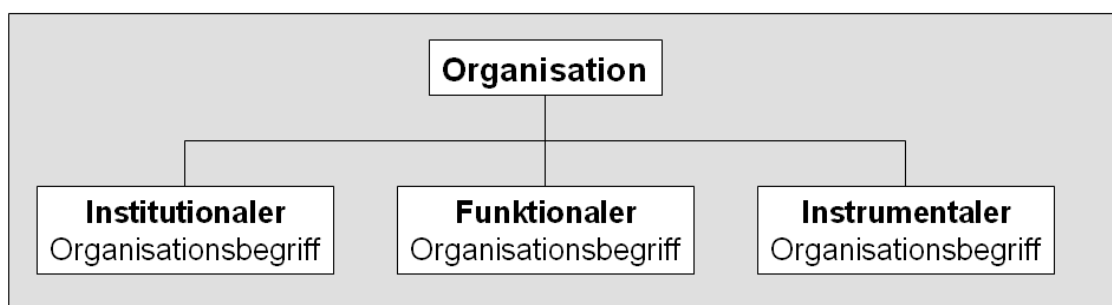 Organisation
Institutionaler
Organisationsbegriff
Funktionaler
Organisationsbegriff
Instrumentaler
Organisationsbegriff